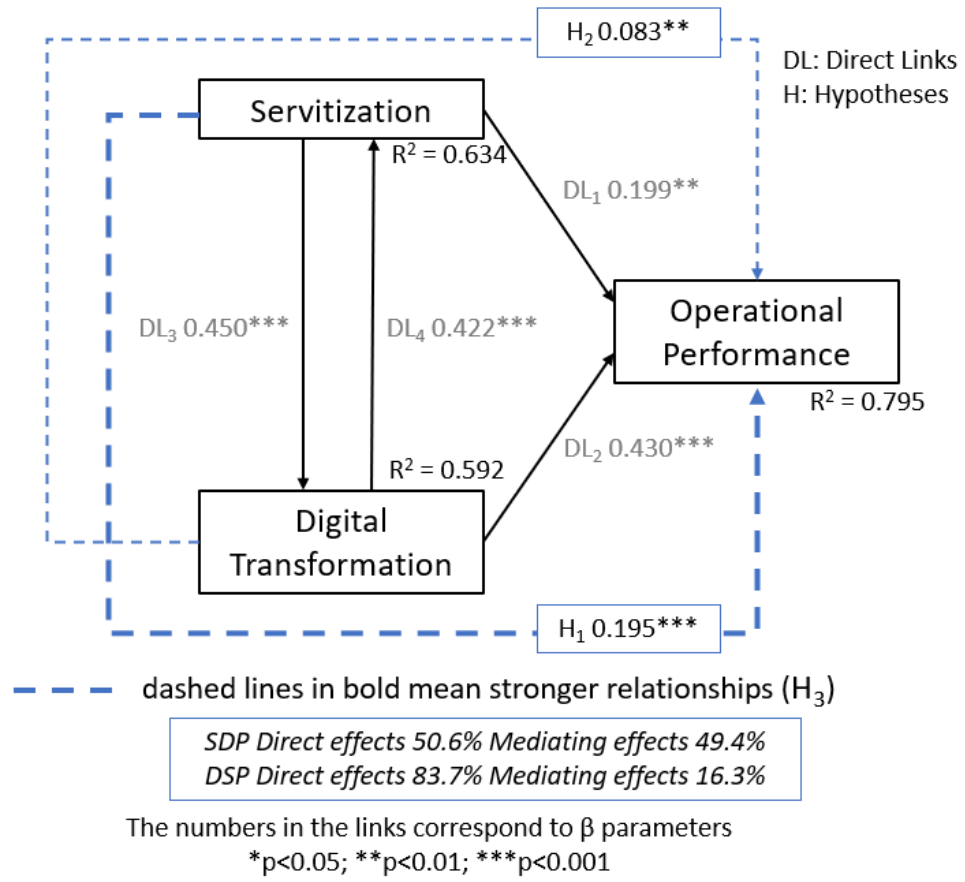 H₂ 0.083**
DL: Direct Links
H: Hypotheses
Servitization
R² = 0.634
DL₁ 0.199**
Operational
Performance
R² = 0.795
DL₃ 0.450***
DL₄ 0.422***
DL₂ 0.430***
R² = 0.592
Digital
Transformation
H₁ 0.195***
dashed lines in bold mean stronger relationships (H₃)
SDP Direct effects 50.6% Mediating effects 49.4%
DSP Direct effects 83.7% Mediating effects 16.3%
The numbers in the links correspond to β parameters
*p<0.05; **p<0.01; ***p<0.001